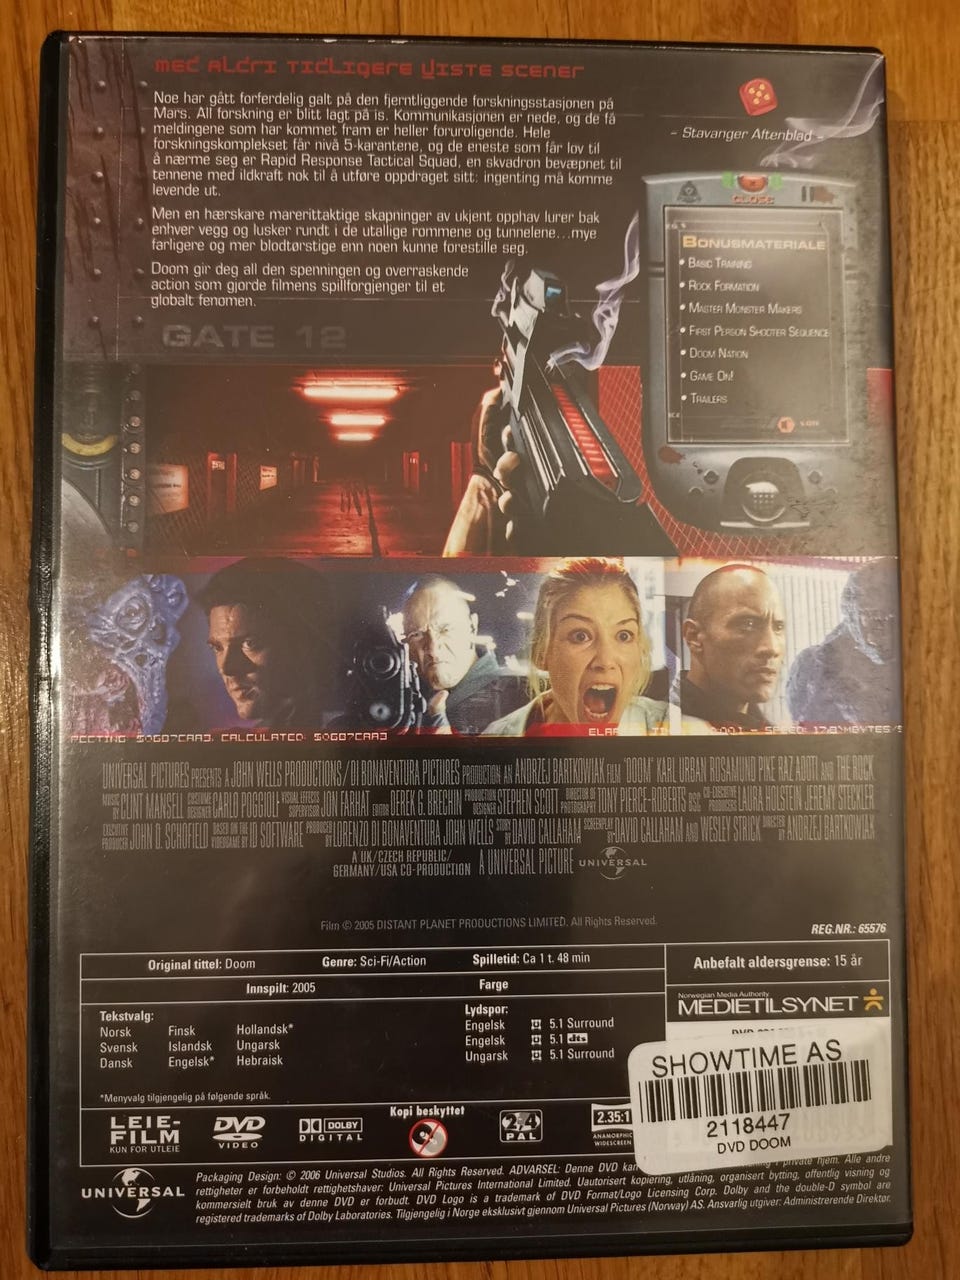 MED ALDRI TIDLIGERE VISTE SCENER
Noe har gått forferdelig galt på den fjerntliggende forskningsstasjonen på
Mars. All forskning er blitt lagt på is. Kommunikasjonen er nede, og de få
meldingene som har kommet fram er heller foruroligende. Hele
forskningskomplekset får nivå 5-karantene, og de eneste som får lov til
å nærme seg er Rapid Response Tactical Squad, en skvadron bevæpnet til
tennene med ildkraft nok til å utføre oppdraget sitt: ingenting må komme
levende ut.
Men en hærskare marerittaktige skapninger av ukjent opphav lurer bak
enhver vegg og lusker rundt i de utallige rommene og tunnelene...mye
farligere og mer blodtørstige enn noen kunne forestille seg.
Doom gir deg all den spenningen og overraskende
action som gjorde filmens spillforgjenger til et
globalt fenomen.
GATE 12
- Stavanger Aftenblad -
CLOSE
BONUSMATERIALE
• BASIC TRAINING
• ROCK FORMATION
• MASTER MONSTER MAKERS
• FIRST PERSON SHOOTER SEQUENCE
• DOOM NATION
• GAME ON!
• TRAILERS
UNIVERSAL PICTURES PRESENTS A JOHN WELLS PRODUCTIONS/DI BONAVENTURA PICTURES PRODUCTION AN ANDRZEJ BARTKOWIAK FILM "DOOM" KARL URBAN ROSAMUND PIKE RAZ ADOTI AND THE ROCK
MUSIC BY CLINT MANSELL COSTUME DESIGNER CARLO POGGIOLI VISUAL EFFECTS SUPERVISOR JON FARHAT EDITOR DEREK G. BRECHIN PRODUCTION DESIGNER STEPHEN SCOTT DIRECTOR OF PHOTOGRAPHY TONY PIERCE-ROBERTS BSC CO-EXECUTIVE PRODUCERS LAURA HOLSTEIN JEREMY STECKLER
EXECUTIVE PRODUCER JOHN D. SCHOFIELD BASED ON THE VIDEOGAME BY ID SOFTWARE PRODUCED BY LORENZO DI BONAVENTURA JOHN WELLS STORY BY DAVID CALLAHAM SCREENPLAY BY DAVID CALLAHAM AND WESLEY STRICK DIRECTED BY ANDRZEJ BARTKOWIAK
A UK/CZECH REPUBLIC/
GERMANY/USA CO-PRODUCTION A UNIVERSAL PICTURE UNIVERSAL
Film © 2005 DISTANT PLANET PRODUCTIONS LIMITED. All Rights Reserved.
REG.NR.: 65576
Original tittel: Doom Genre: Sci-Fi/Action Spilletid: Ca 1 t. 48 min Anbefalt aldersgrense: 15 år
Innspilt: 2005 Farge
Norwegian Media Authority
MEDIETILSYNET
Tekstvalg:
Norsk Finsk Hollandsk*
Svensk Islandsk Ungarsk
Dansk Engelsk* Hebraisk
Lydspor:
Engelsk 5.1 Surround
Engelsk 5.1 dts
Ungarsk 5.1 Surround
*Menyvalg tilgjengelig på følgende språk.
SHOWTIME AS
2118447
DVD DOOM
LEIE-
FILM
KUN FOR UTLEIE
DVD
VIDEO
DOLBY
DIGITAL
Kopi beskyttet
2,4
PAL
2.35:1
ANAMORPHIC
WIDESCREEN
UNIVERSAL
Packaging Design: © 2006 Universal Studios. All Rights Reserved. ADVARSEL: Denne DVD kan private hjem. Alle andre
rettigheter er forbeholdt rettighetshaver: Universal Pictures International Limited. Uautorisert kopiering, utlåning, organisert bytting, offentlig visning og
kommersielt bruk av denne DVD er forbudt. DVD Logo is a trademark of DVD Format/Logo Licensing Corp. Dolby and the double-D symbol are
registered trademarks of Dolby Laboratories. Tilgjengelig i Norge eksklusivt gjennom Universal Pictures (Norway) AS. Ansvarlig utgiver: Administrerende Direktør.